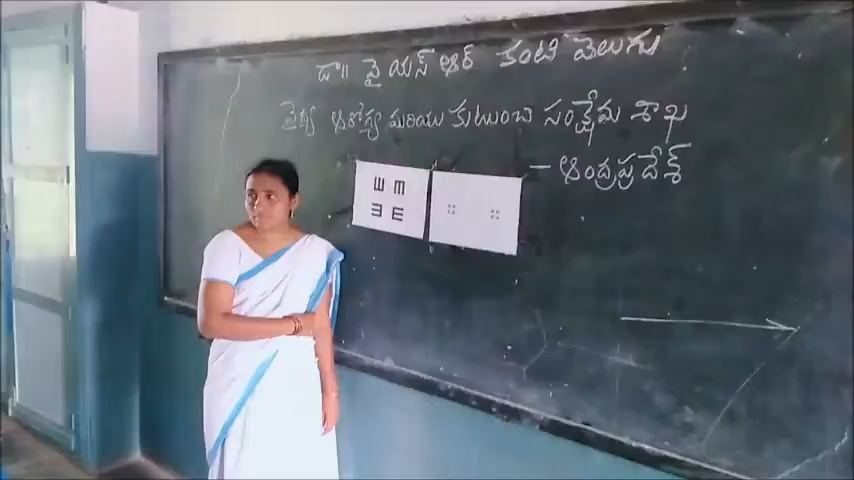 డా॥ వై యస్ ఆర్ కంటి వెలుగు
వైద్య ఆరోగ్య మరియు కుటుంబ సంక్షేమ శాఖ
- ఆంధ్రప్రదేశ్